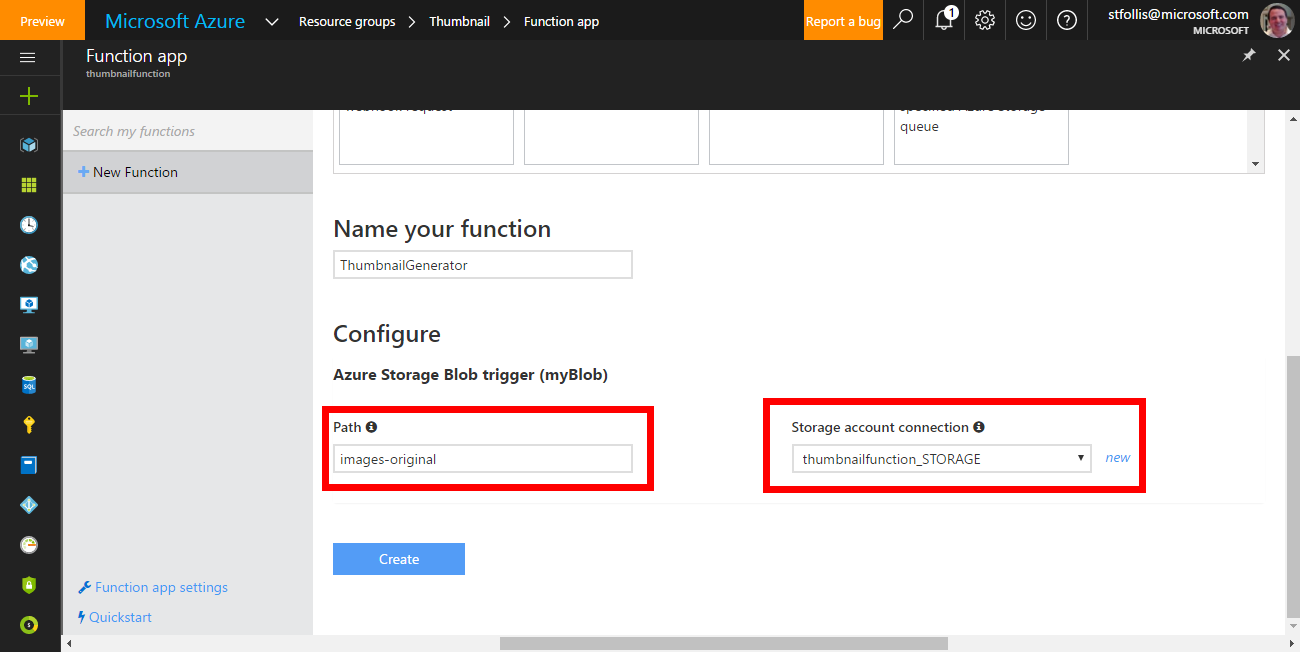 Preview
Microsoft Azure
Resource groups
Thumbnail
Function app
Report a bug
1
stfollis@microsoft.com
MICROSOFT
Function app
thumbnailfunction
Search my functions
New Function
queue
Name your function
ThumbnailGenerator
Configure
Azure Storage Blob trigger (myBlob)
Path
images-original
Storage account connection
thumbnailfunction_STORAGE
new
Create
SQL
Function app settings
Quickstart